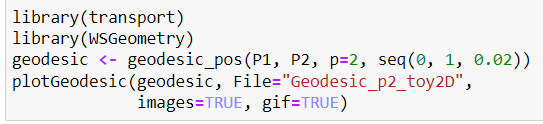 library(transport)
library(WSGeometry)
geodesic <- geodesic_pos(P1, P2, p=2, seq(0, 1, 0.02))
plotGeodesic(geodesic, File="Geodesic_p2_toy2D",
             images=TRUE, gif=TRUE)